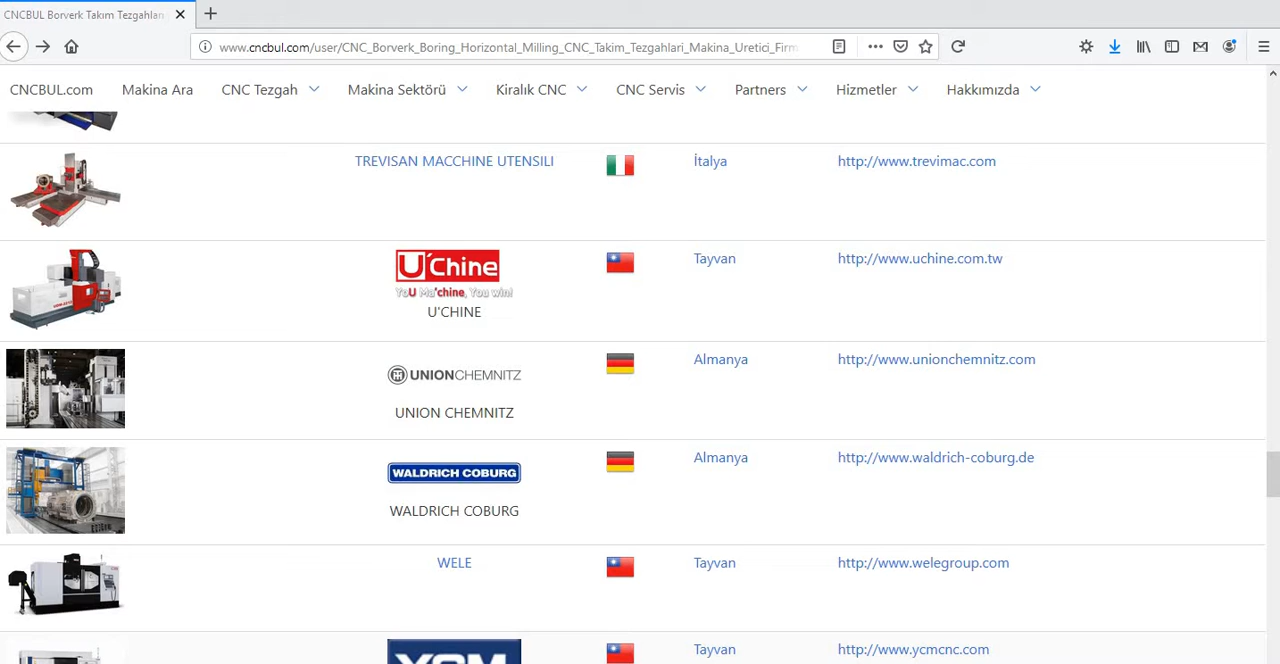 CNCBUL Borverk Takım Tezgahları
www.cncbul.com/user/CNC_Borverk_Boring_Horizontal_Milling_CNC_Takim_Tezgahlari_Makina_Uretici_Firm
CNCBUL.com Makina Ara CNC Tezgah Makina Sektörü Kiralık CNC CNC Servis Partners Hizmetler Hakkımızda
TREVISAN MACCHINE UTENSILI İtalya http://www.trevimac.com
U'Chine Tayvan http://www.uchine.com.tw
YoU Ma'chine, You win!
U'CHINE
Almanya http://www.unionchemnitz.com
UNIONCHEMNITZ
UNION CHEMNITZ
Almanya http://www.waldrich-coburg.de
WALDRICH COBURG
WALDRICH COBURG
WELE Tayvan http://www.welegroup.com
YCM Tayvan http://www.ycmcnc.com